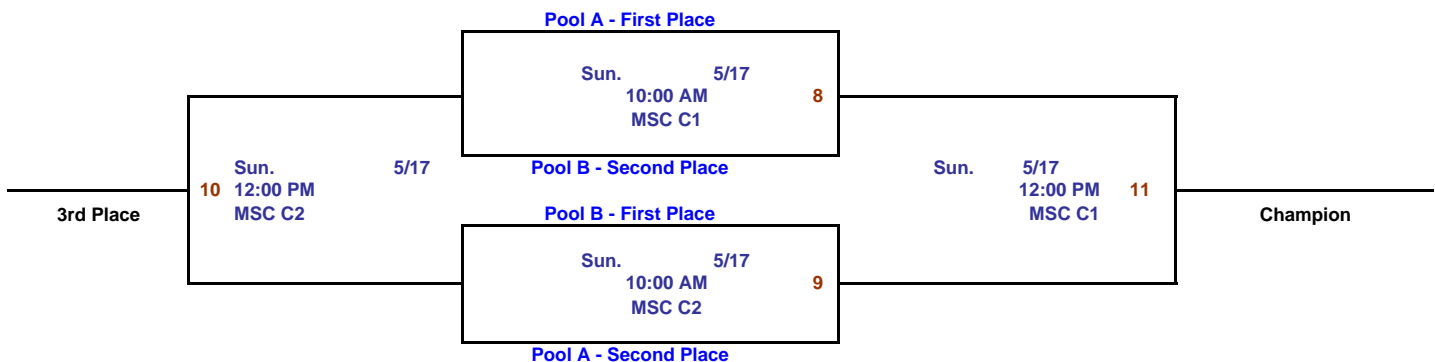 Pool A - First Place
Sun. 5/17
10:00 AM 8
MSC C1
Pool B - Second Place
Sun. 5/17
10 12:00 PM
MSC C2
3rd Place
Sun. 5/17
12:00 PM 11
MSC C1
Champion
Pool B - First Place
Sun. 5/17
10:00 AM 9
MSC C2
Pool A - Second Place